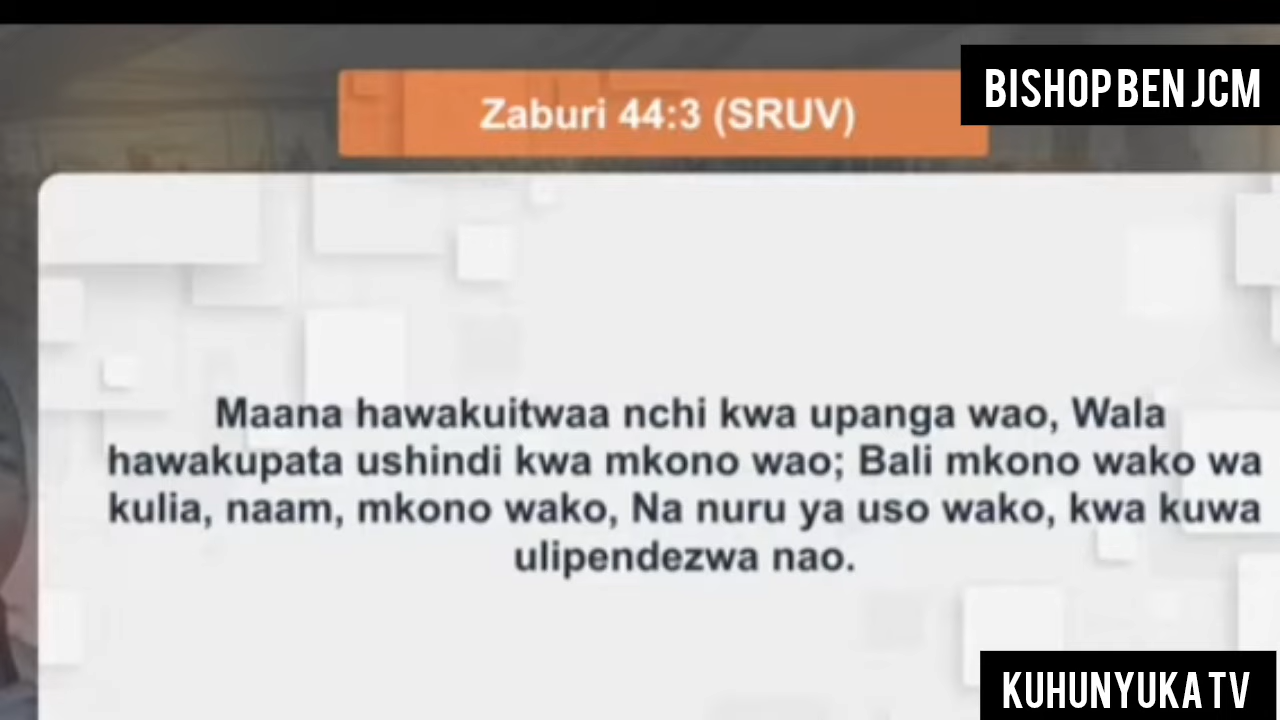 BISHOP BEN JCM
Zaburi 44:3 (SRUV)
Maana hawakuitwaa nchi kwa upanga wao, Wala
hawakupata ushindi kwa mkono wao; Bali mkono wako wa
kulia, naam, mkono wako, Na nuru ya uso wako, kwa kuwa
ulipendezwa nao.
KUHUNYUKA TV